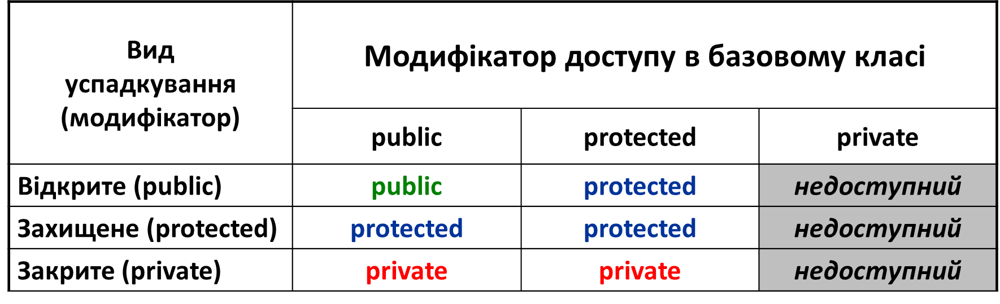 Вид
успадкування
(модифікатор)
Модифікатор доступу в базовому класі
public protected private
Відкрите (public) public protected недоступний
Захищене (protected) protected protected недоступний
Закрите (private) private private недоступний